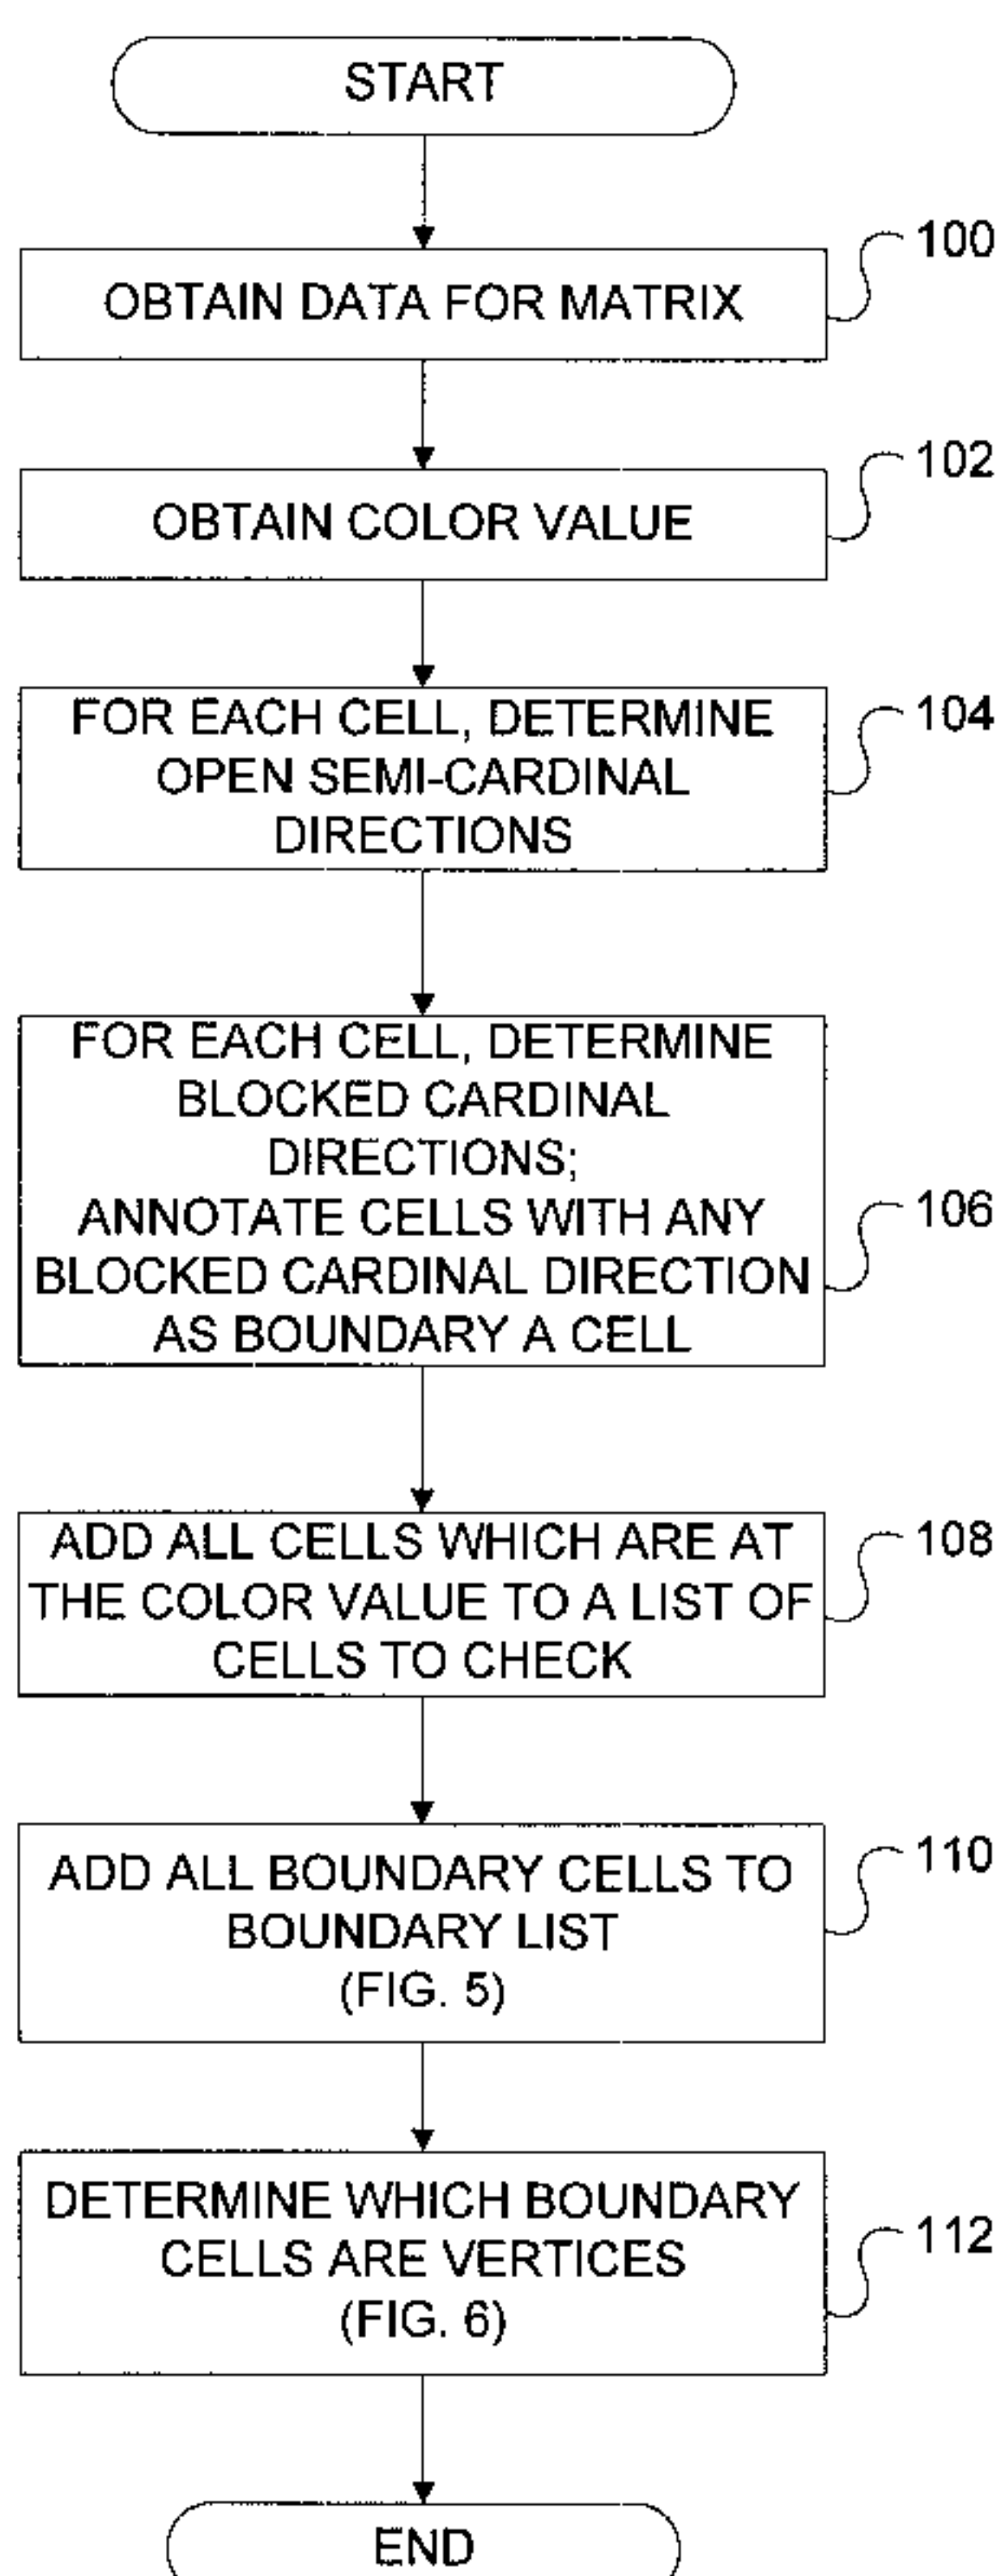 START
100
OBTAIN DATA FOR MATRIX
102
OBTAIN COLOR VALUE
104
FOR EACH CELL, DETERMINE
OPEN SEMI-CARDINAL
DIRECTIONS
106
FOR EACH CELL, DETERMINE
BLOCKED CARDINAL
DIRECTIONS;
ANNOTATE CELLS WITH ANY
BLOCKED CARDINAL DIRECTION
AS BOUNDARY A CELL
108
ADD ALL CELLS WHICH ARE AT
THE COLOR VALUE TO A LIST OF
CELLS TO CHECK
110
ADD ALL BOUNDARY CELLS TO
BOUNDARY LIST
(FIG. 5)
112
DETERMINE WHICH BOUNDARY
CELLS ARE VERTICES
(FIG. 6)
END